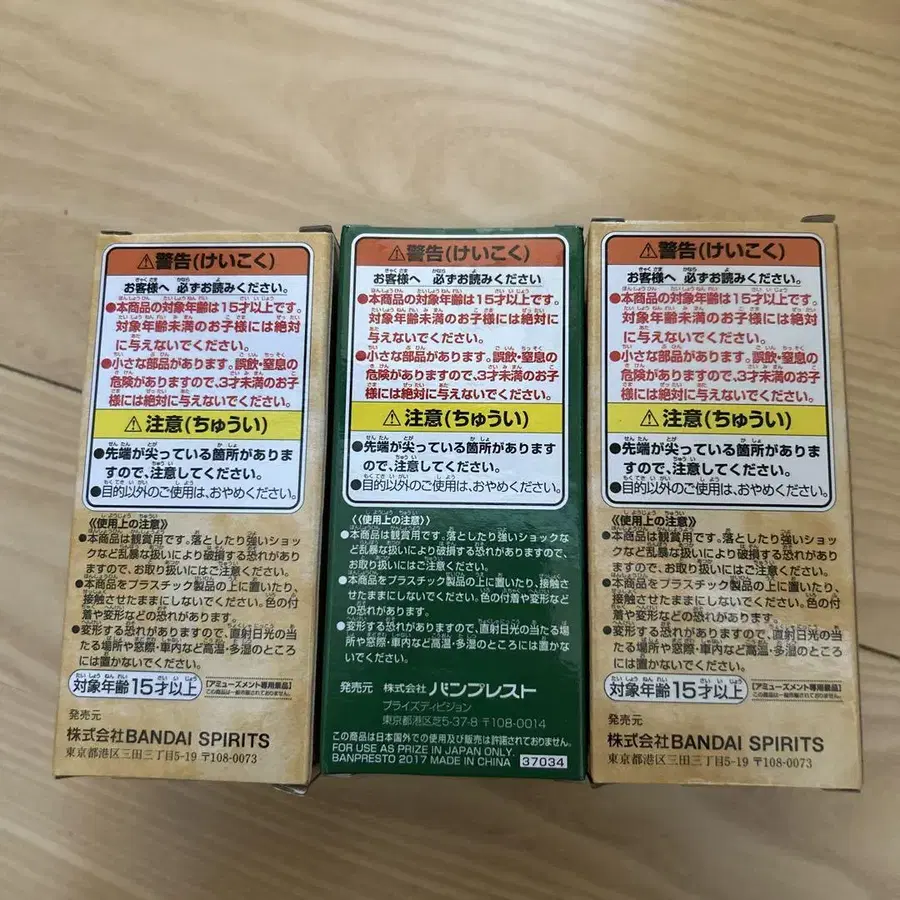 ⚠警告(けいこく)
お客様へ 必ずお読みください。
●本商品の対象年齢は15才以上です。
対象年齢未満のお子様には絶対
に与えないでください。
●小さな部品があります。誤飲・窒息の
危険がありますので、3才未満のお子
様には絶対に与えないでください。
⚠注意(ちゅうい)
●先端が尖っている箇所がありま
すので、注意してください。
●目的以外のご使用は、おやめください。
《使用上の注意》
●本商品は観賞用です。落としたり強いショッ
クなど乱暴な扱いにより破損する恐れがあり
ますので、お取り扱いにはご注意ください。
●本商品をプラスチック製品の上に置いたり、
接触させたままにしないでください。色の付
着や変形などの恐れがあります。
●変形する恐れがありますので、直射日光の当
たる場所や窓際・車内など高温・多湿のところ
には置かないでください。
対象年齢 15才以上
[アミューズメント専用景品]
この商品は一般市販されておりません。
発売元
株式会社BANDAI SPIRITS
東京都港区三田三丁目5-19 〒108-0073
⚠警告(けいこく)
お客様へ 必ずお読みください。
●本商品の対象年齢は15才以上です。
対象年齢未満のお子様には絶対に
与えないでください。
●小さな部品があります。誤飲・窒息の
危険がありますので、3才未満のお子
様には絶対に与えないでください。
⚠注意(ちゅうい)
●先端が尖っている箇所があります
ので、注意してください。
●目的以外のご使用は、おやめください。
《使用上の注意》
●本商品は観賞用です。落としたり強いショックな
ど乱暴な扱いにより破損する恐れがありますので、
お取り扱いにはご注意ください。
●本商品をプラスチック製品の上に置いたり、接触
させたままにしないでください。色の付着や変形など
の恐れがあります。
●変形する恐れがありますので、直射日光の当たる場
所や窓際・車内など高温・多湿のところには置かな
いでください。
発売元 株式会社 バンプレスト
プライズディビジョン
東京都港区芝5-37-8 〒108-0014
この商品は日本国外での使用及び販売は許諾されておりません。
FOR USE AS PRIZE IN JAPAN ONLY.
BANPRESTO 2017 MADE IN CHINA 37034
⚠警告(けいこく)
お客様へ 必ずお読みください。
●本商品の対象年齢は15才以上です。
対象年齢未満のお子様には絶対
に与えないでください。
●小さな部品があります。誤飲・窒息の
危険がありますので、3才未満のお子
様には絶対に与えないでください。
⚠注意(ちゅうい)
●先端が尖っている箇所がありま
すので、注意してください。
●目的以外のご使用は、おやめください。
《使用上の注意》
●本商品は観賞用です。落としたり強いショッ
クなど乱暴な扱いにより破損する恐れがあり
ますので、お取り扱いにはご注意ください。
●本商品をプラスチック製品の上に置いたり、
接触させたままにしないでください。色の付
着や変形などの恐れがあります。
●変形する恐れがありますので、直射日光の当
たる場所や窓際・車内など高温・多湿のところ
には置かないでください。
対象年齢 15才以上
[アミューズメント専用景品]
この商品は一般市販されておりません。
発売元
株式会社BANDAI SPIRITS
東京都港区三田三丁目5-19 〒108-0073